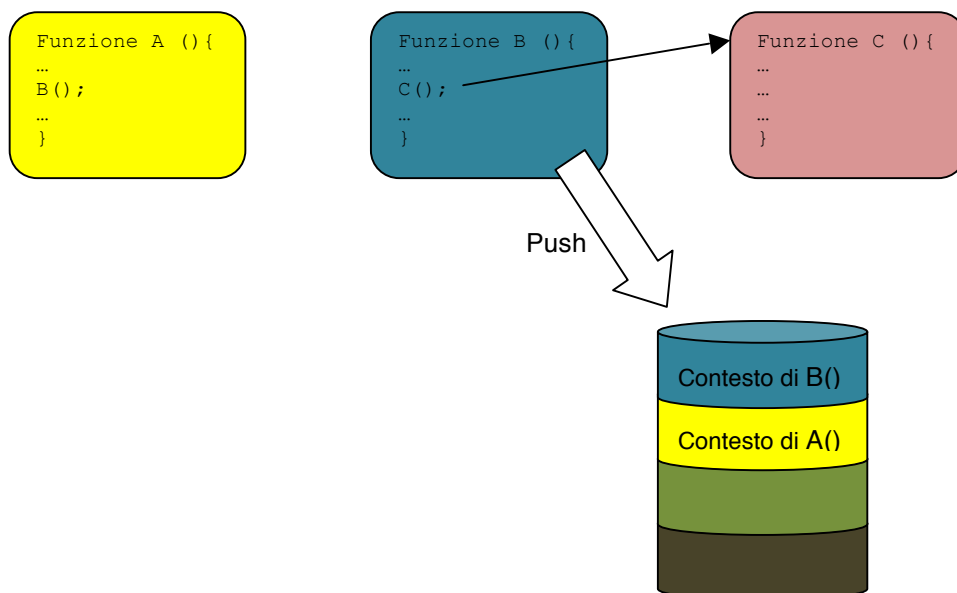 Funzione A (){
…
B();
…
}
Funzione B (){
…
C();
…
}
Funzione C (){
…
…
…
}
Push
Contesto di B()
Contesto di A()